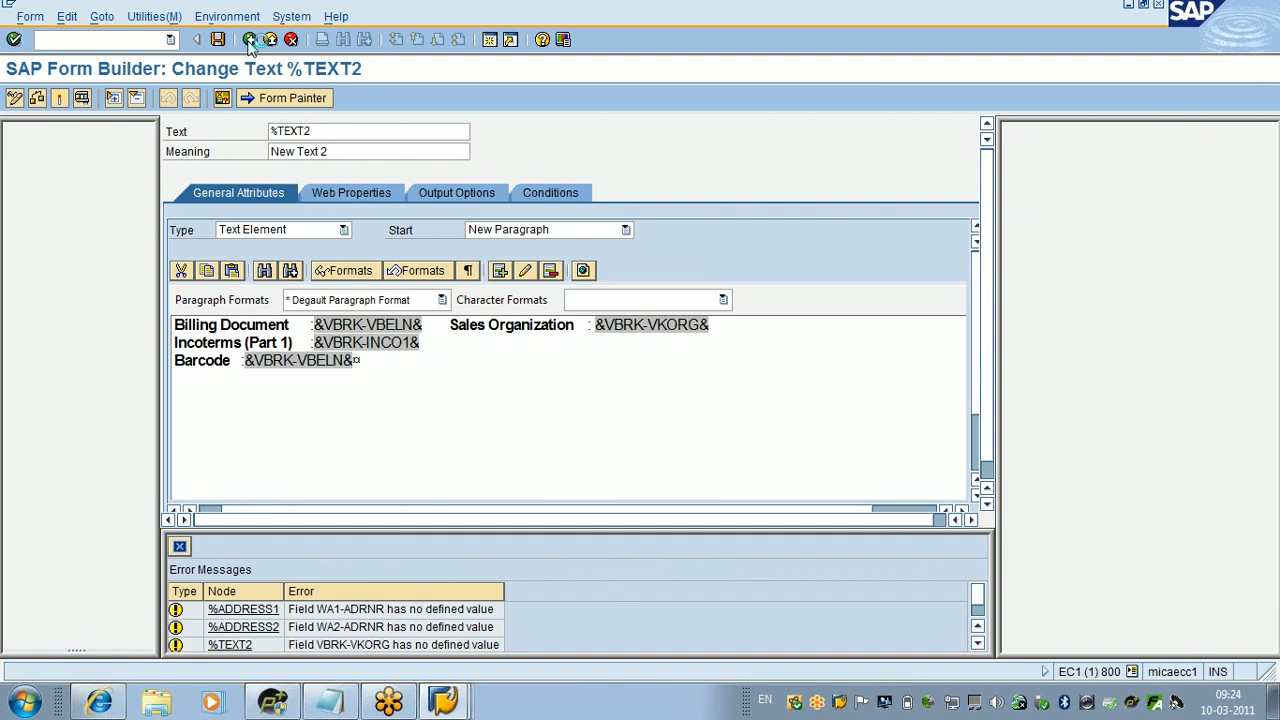 Form Edit Goto Utilities(M) Environment System Help
SAP
SAP Form Builder: Change Text %TEXT2
Form Painter
Text %TEXT2
Meaning New Text 2
General Attributes Web Properties Output Options Conditions
Type Text Element Start New Paragraph
Formats Formats ¶
Paragraph Formats * Degault Paragraph Format Character Formats
Billing Document :&VBRK-VBELN& Sales Organization : &VBRK-VKORG&
Incoterms (Part 1) :&VBRK-INCO1&
Barcode :&VBRK-VBELN&¤
Error Messages
Type Node Error
%ADDRESS1 Field WA1-ADRNR has no defined value
%ADDRESS2 Field WA2-ADRNR has no defined value
%TEXT2 Field VBRK-VKORG has no defined value
EC1 (1) 800 micaecc1 INS
EN 09:24
10-03-2011